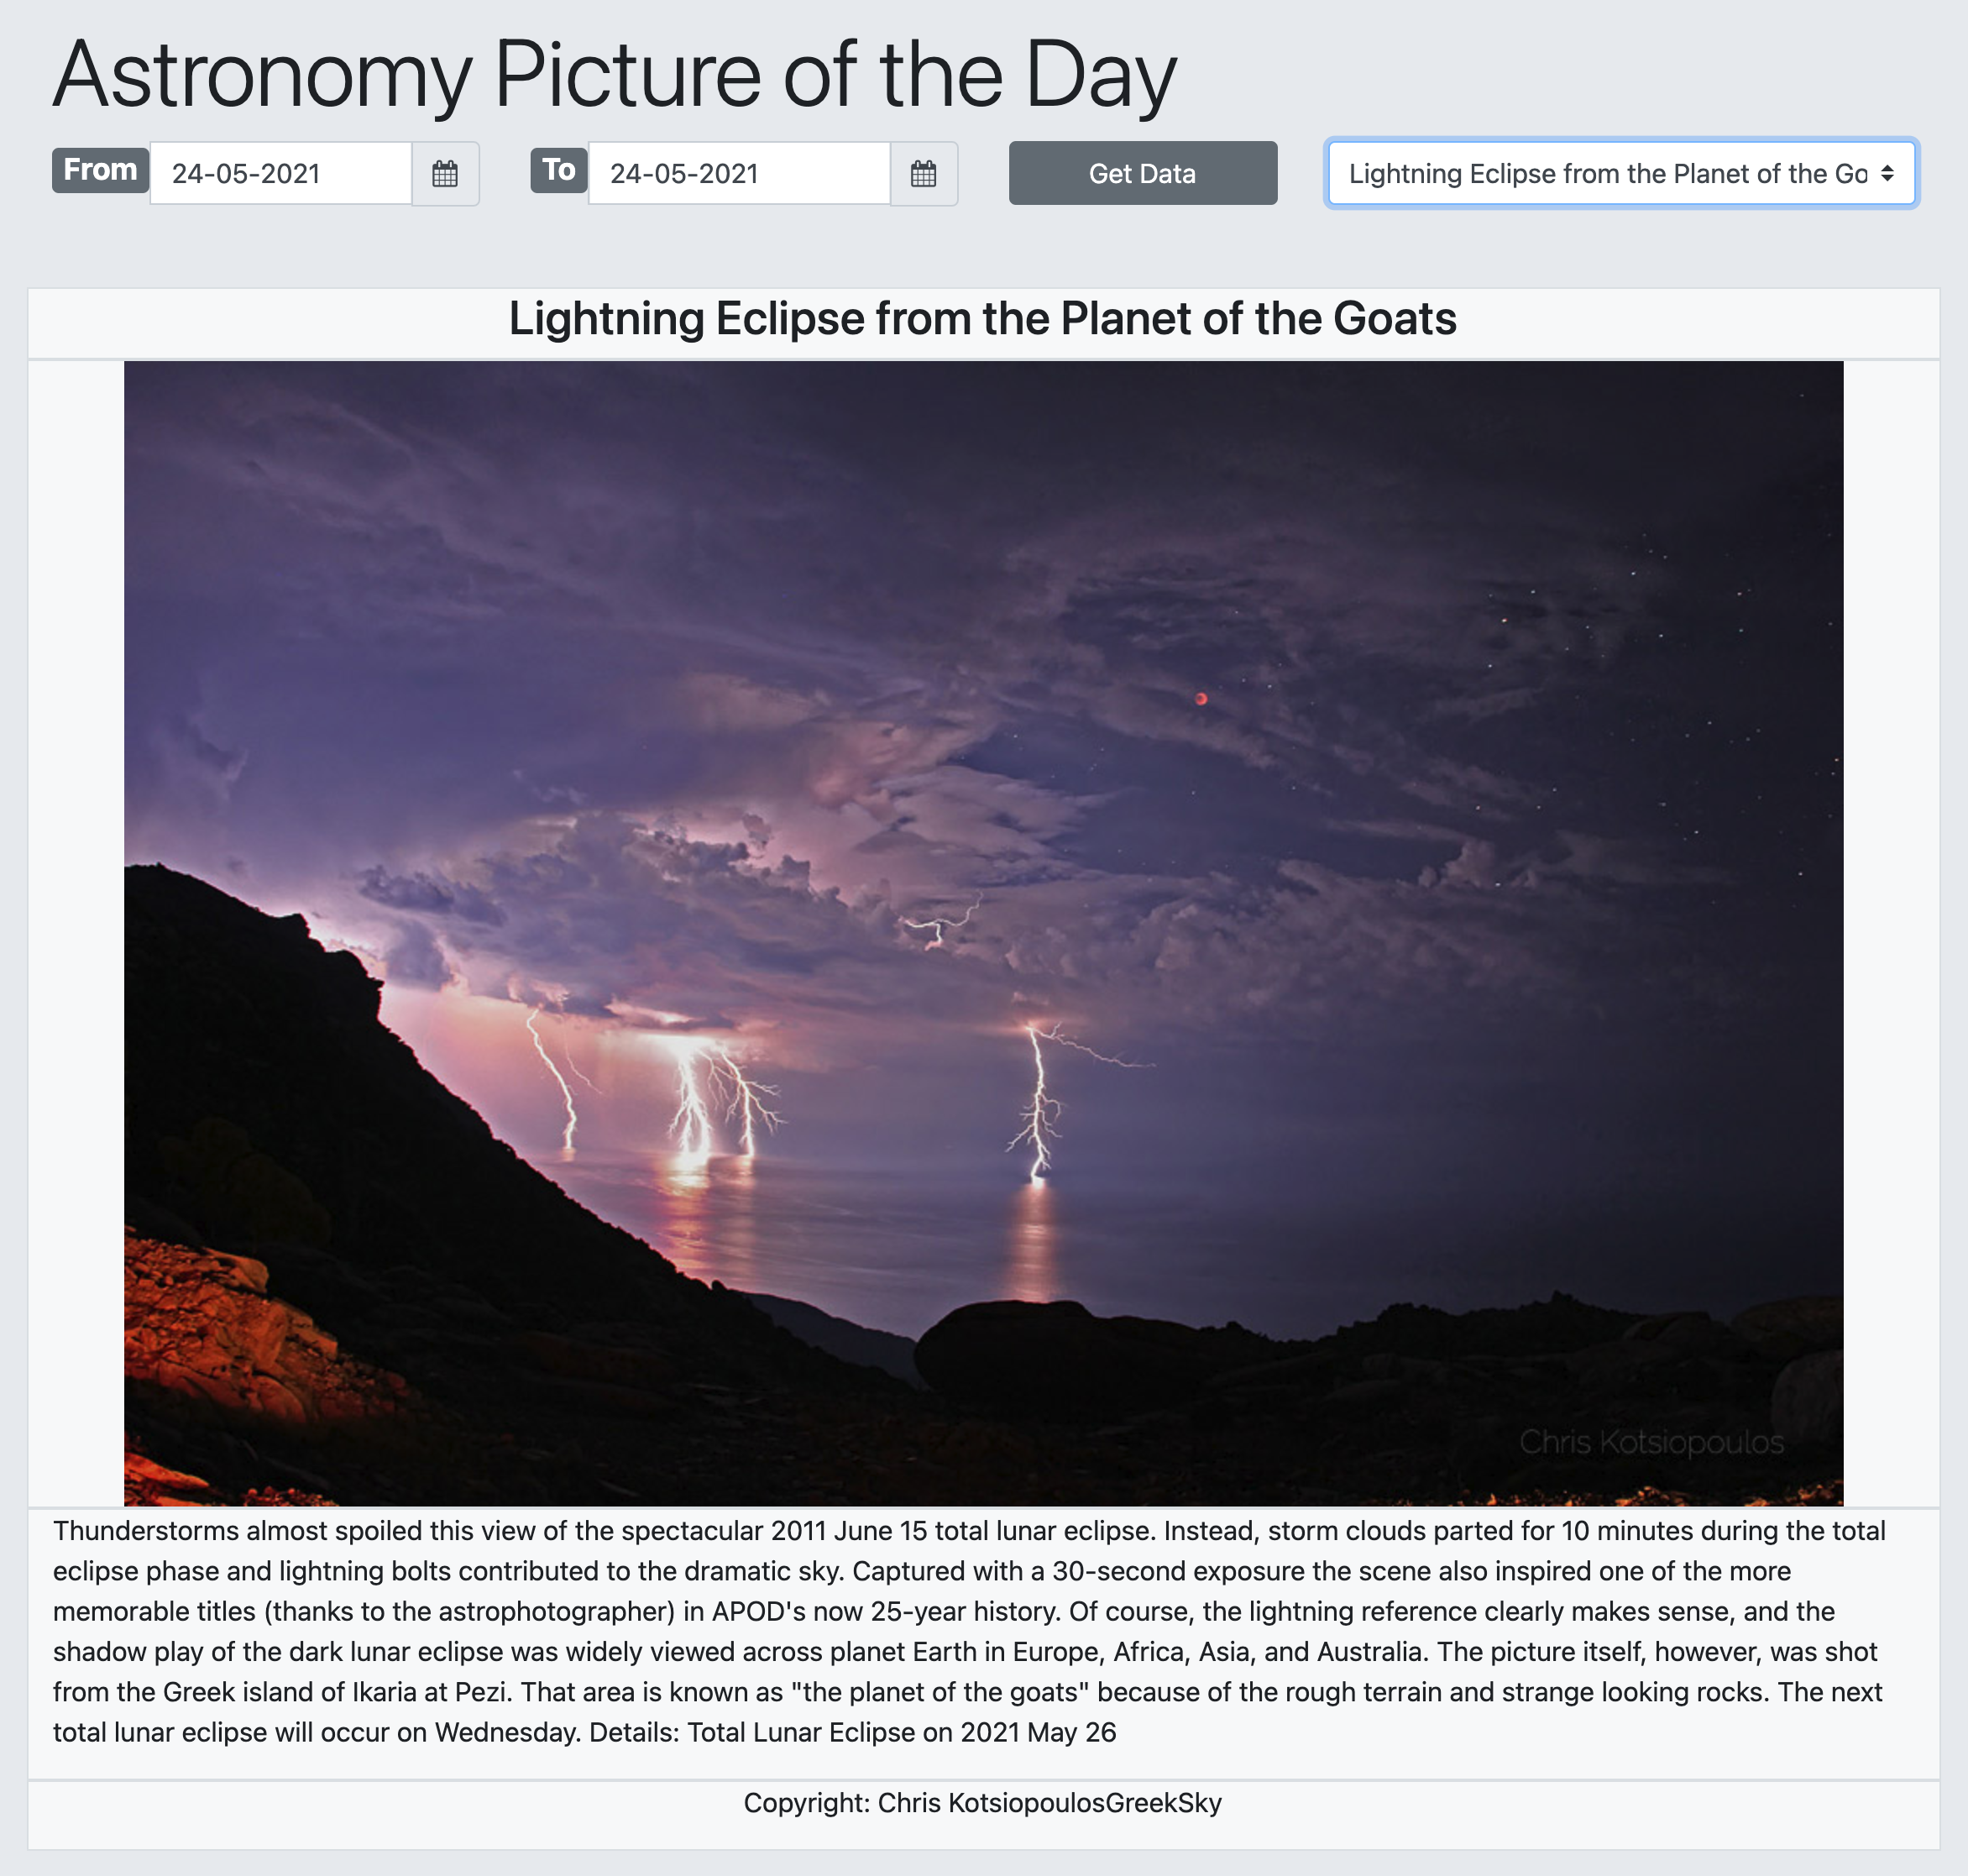 Astronomy Picture of the Day
From 24-05-2021 To 24-05-2021 Get Data Lightning Eclipse from the Planet of the Go
Lightning Eclipse from the Planet of the Goats
Chris Kotsiopoulos
Thunderstorms almost spoiled this view of the spectacular 2011 June 15 total lunar eclipse. Instead, storm clouds parted for 10 minutes during the total
eclipse phase and lightning bolts contributed to the dramatic sky. Captured with a 30-second exposure the scene also inspired one of the more
memorable titles (thanks to the astrophotographer) in APOD's now 25-year history. Of course, the lightning reference clearly makes sense, and the
shadow play of the dark lunar eclipse was widely viewed across planet Earth in Europe, Africa, Asia, and Australia. The picture itself, however, was shot
from the Greek island of Ikaria at Pezi. That area is known as "the planet of the goats" because of the rough terrain and strange looking rocks. The next
total lunar eclipse will occur on Wednesday. Details: Total Lunar Eclipse on 2021 May 26
Copyright: Chris KotsiopoulosGreekSky